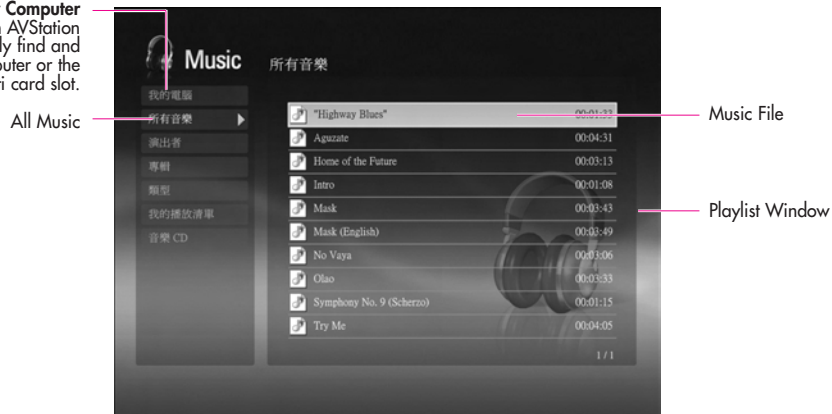 Computer
AVStation
find and
or the
card slot.
All Music
Music
所有音樂
我的電腦
所有音樂
演出者
專輯
類型
我的播放清單
音樂 CD
"Highway Blues" 00:01:33
Aguzate 00:04:31
Home of the Future 00:03:13
Intro 00:01:08
Mask 00:03:43
Mask (English) 00:03:49
No Vaya 00:03:06
Olao 00:03:33
Symphony No. 9 (Scherzo) 00:01:15
Try Me 00:04:05
1 / 1
Music File
Playlist Window